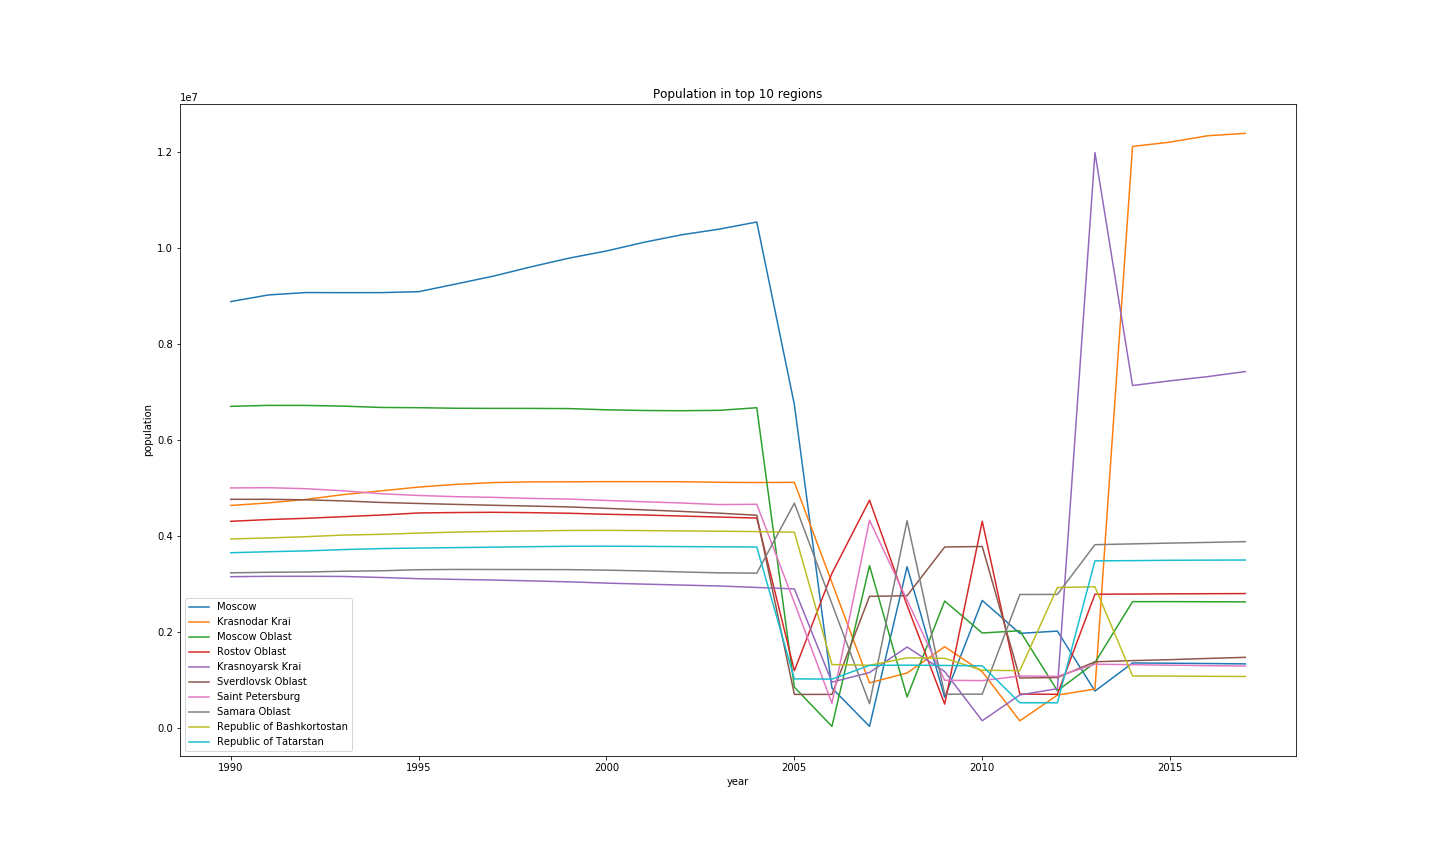 Population in top 10 regions
1e7
1.2
1.0
0.8
0.6
0.4
0.2
0.0
population
Moscow
Krasnodar Krai
Moscow Oblast
Rostov Oblast
Krasnoyarsk Krai
Sverdlovsk Oblast
Saint Petersburg
Samara Oblast
Republic of Bashkortostan
Republic of Tatarstan
1990 1995 2000 2005 2010 2015
year